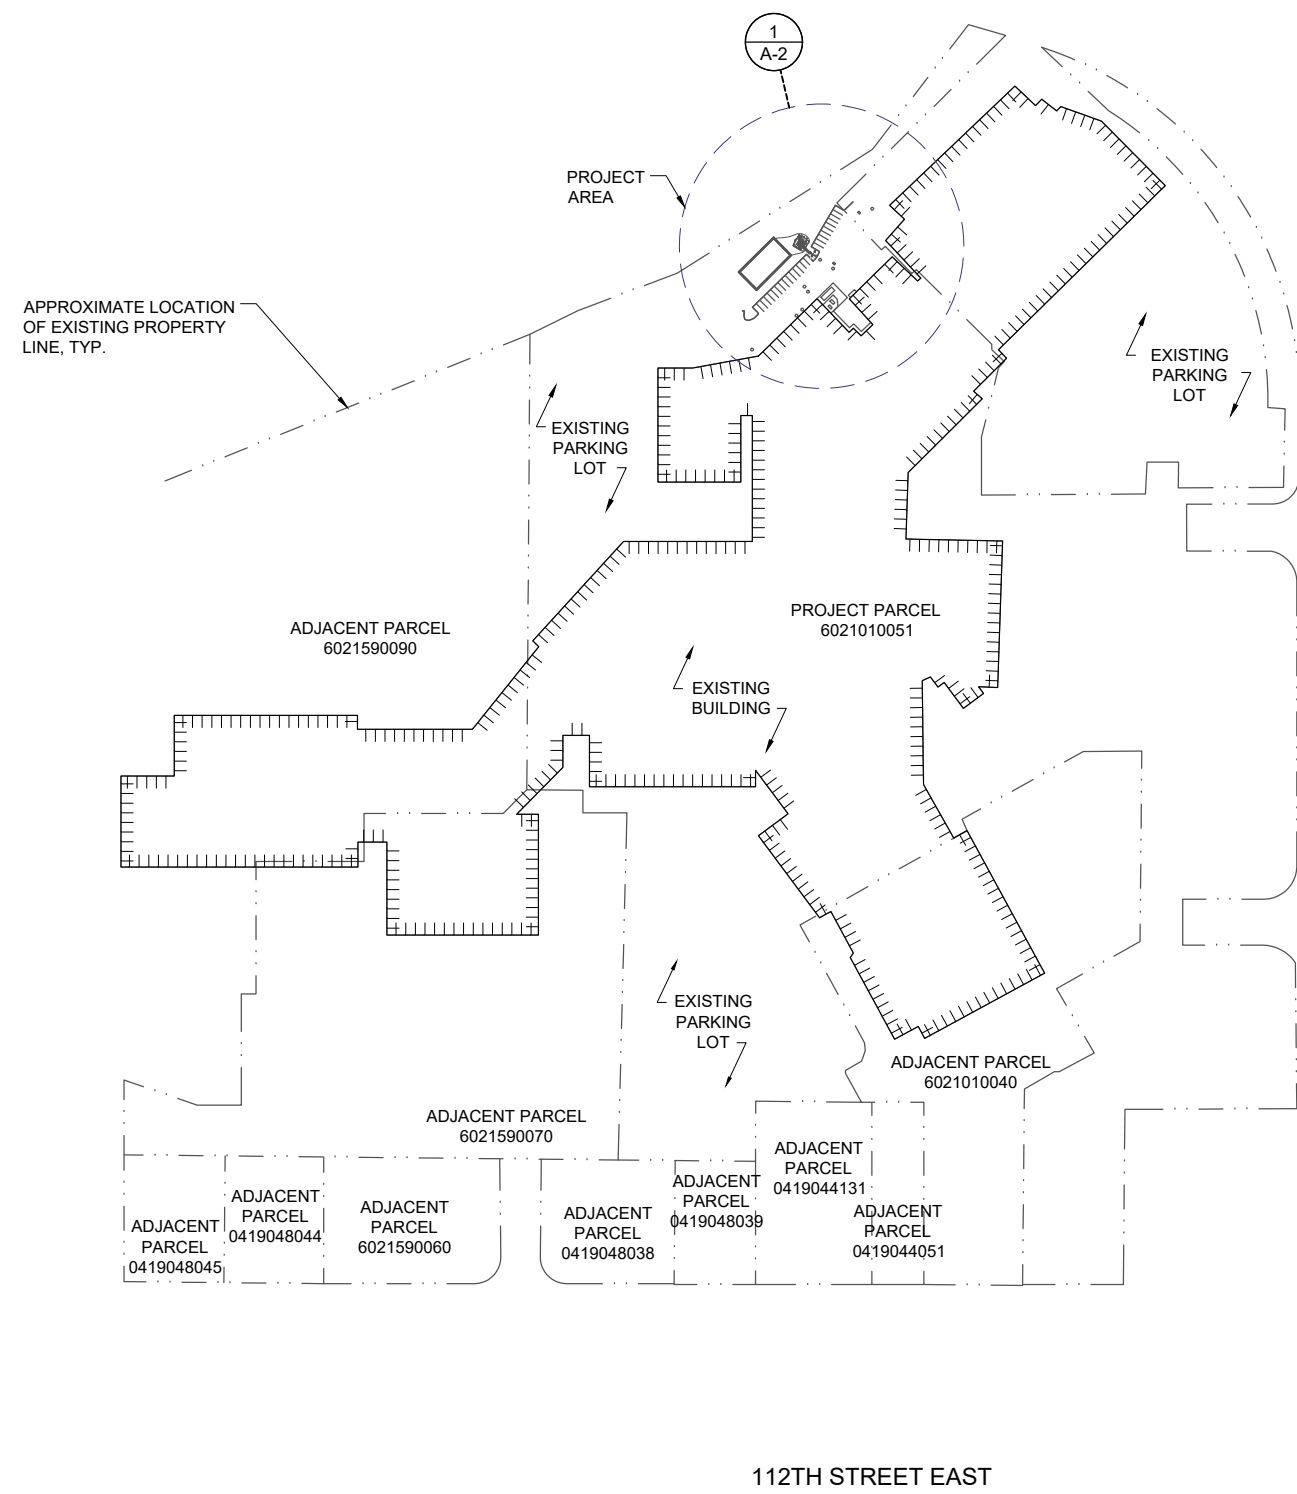 1
A-2
PROJECT
AREA
APPROXIMATE LOCATION
OF EXISTING PROPERTY
LINE, TYP.
EXISTING
PARKING
LOT
EXISTING
PARKING
LOT
ADJACENT PARCEL
6021590090
PROJECT PARCEL
6021010051
EXISTING
BUILDING
EXISTING
PARKING
LOT
ADJACENT PARCEL
6021010040
ADJACENT PARCEL
6021590070
ADJACENT
PARCEL
0419048045
ADJACENT
PARCEL
0419048044
ADJACENT
PARCEL
6021590060
ADJACENT
PARCEL
0419048038
ADJACENT
PARCEL
0419048039
ADJACENT
PARCEL
0419044131
ADJACENT
PARCEL
0419044051
112TH STREET EAST